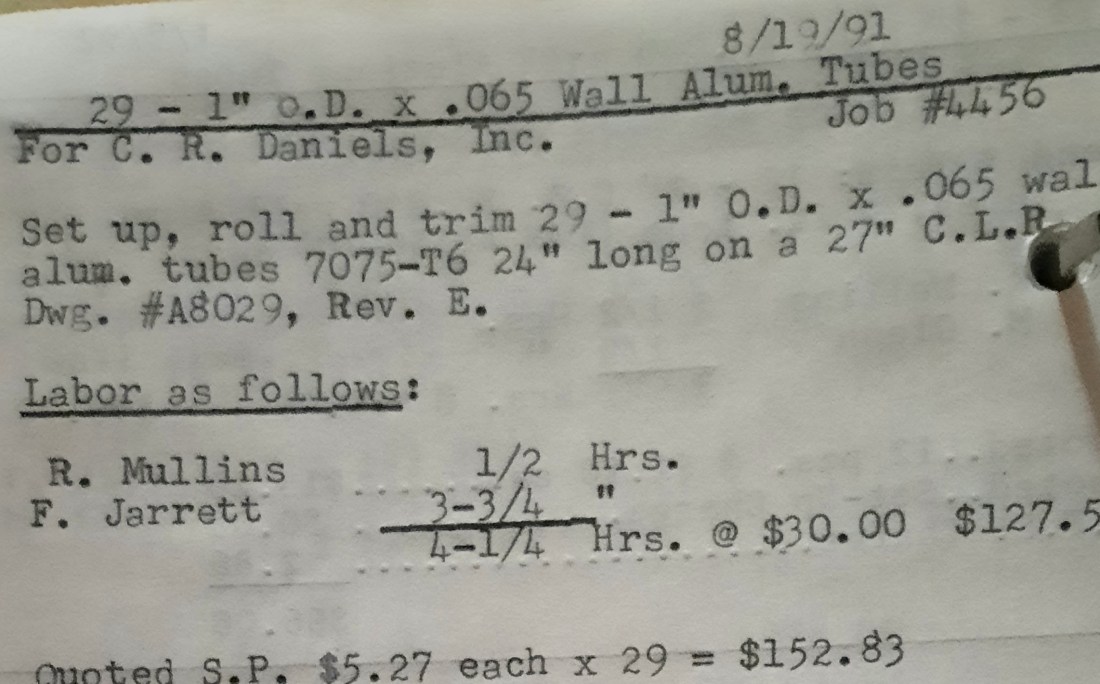 8/19/91
29 - 1" O.D. x .065 Wall Alum. Tubes
For C. R. Daniels, Inc. Job #4456
Set up, roll and trim 29 - 1" O.D. x .065 wal
alum. tubes 7075-T6 24" long on a 27" C.L.R
Dwg. #A8029, Rev. E.
Labor as follows:
R. Mullins 1/2 Hrs.
F. Jarrett 3-3/4 "
4-1/4 Hrs. @ $30.00 $127.5
Quoted S.P. $5.27 each x 29 = $152.83